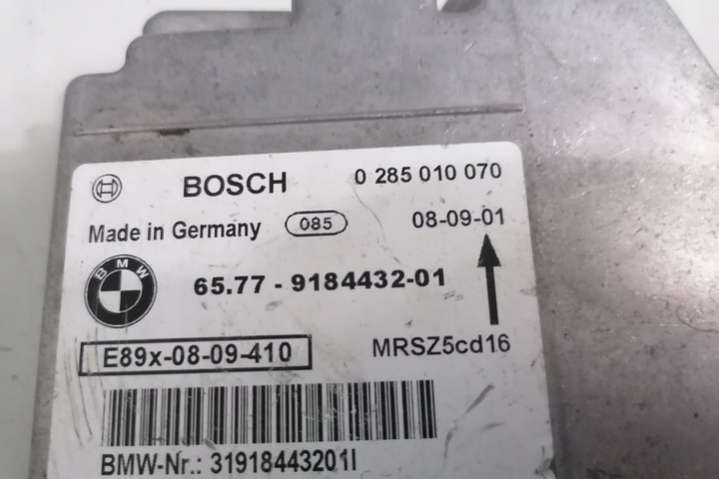 BOSCH 0 285 010 070
Made in Germany 085 08-09-01
BMW 65.77 - 9184432-01
E89x-08-09-410 MRSZ5cd16
BMW-Nr.: 31918443201I